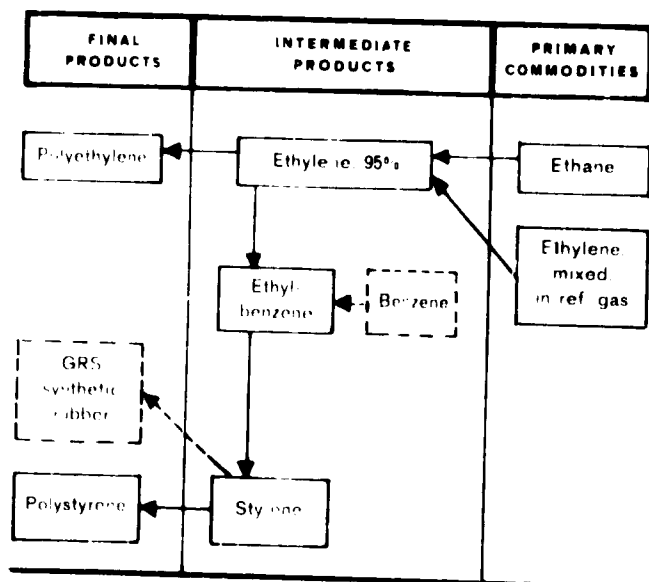 FINAL
PRODUCTS
INTERMEDIATE
PRODUCTS
PRIMARY
COMMODITIES
Polyethylene
Ethylene 95%
Ethane
Ethylene
mixed
in ref. gas
Ethyl-
benzene
Benzene
GRS
synthetic
rubber
Polystyrene
Styrene